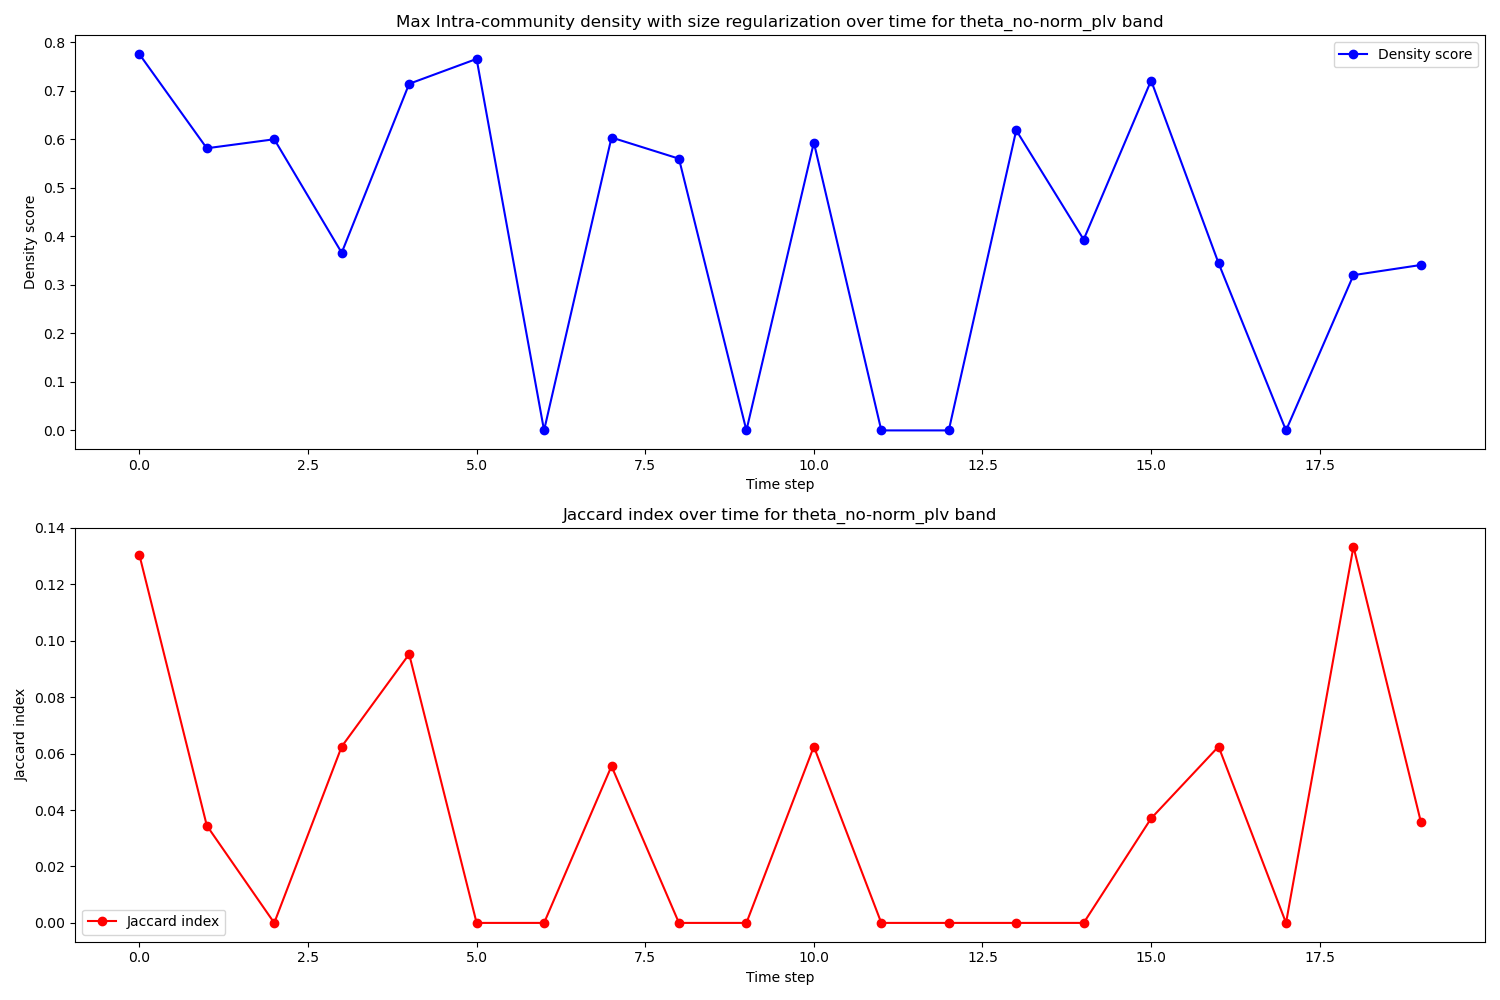 Max Intra-community density with size regularization over time for theta_no-norm_plv band
0.8
0.7
0.6
0.5
0.4
0.3
0.2
0.1
0.0
Density score
Density score
0.0 2.5 5.0 7.5 10.0 12.5 15.0 17.5
Time step
Jaccard index over time for theta_no-norm_plv band
0.14
0.12
0.10
0.08
0.06
0.04
0.02
0.00
Jaccard index
Jaccard index
0.0 2.5 5.0 7.5 10.0 12.5 15.0 17.5
Time step